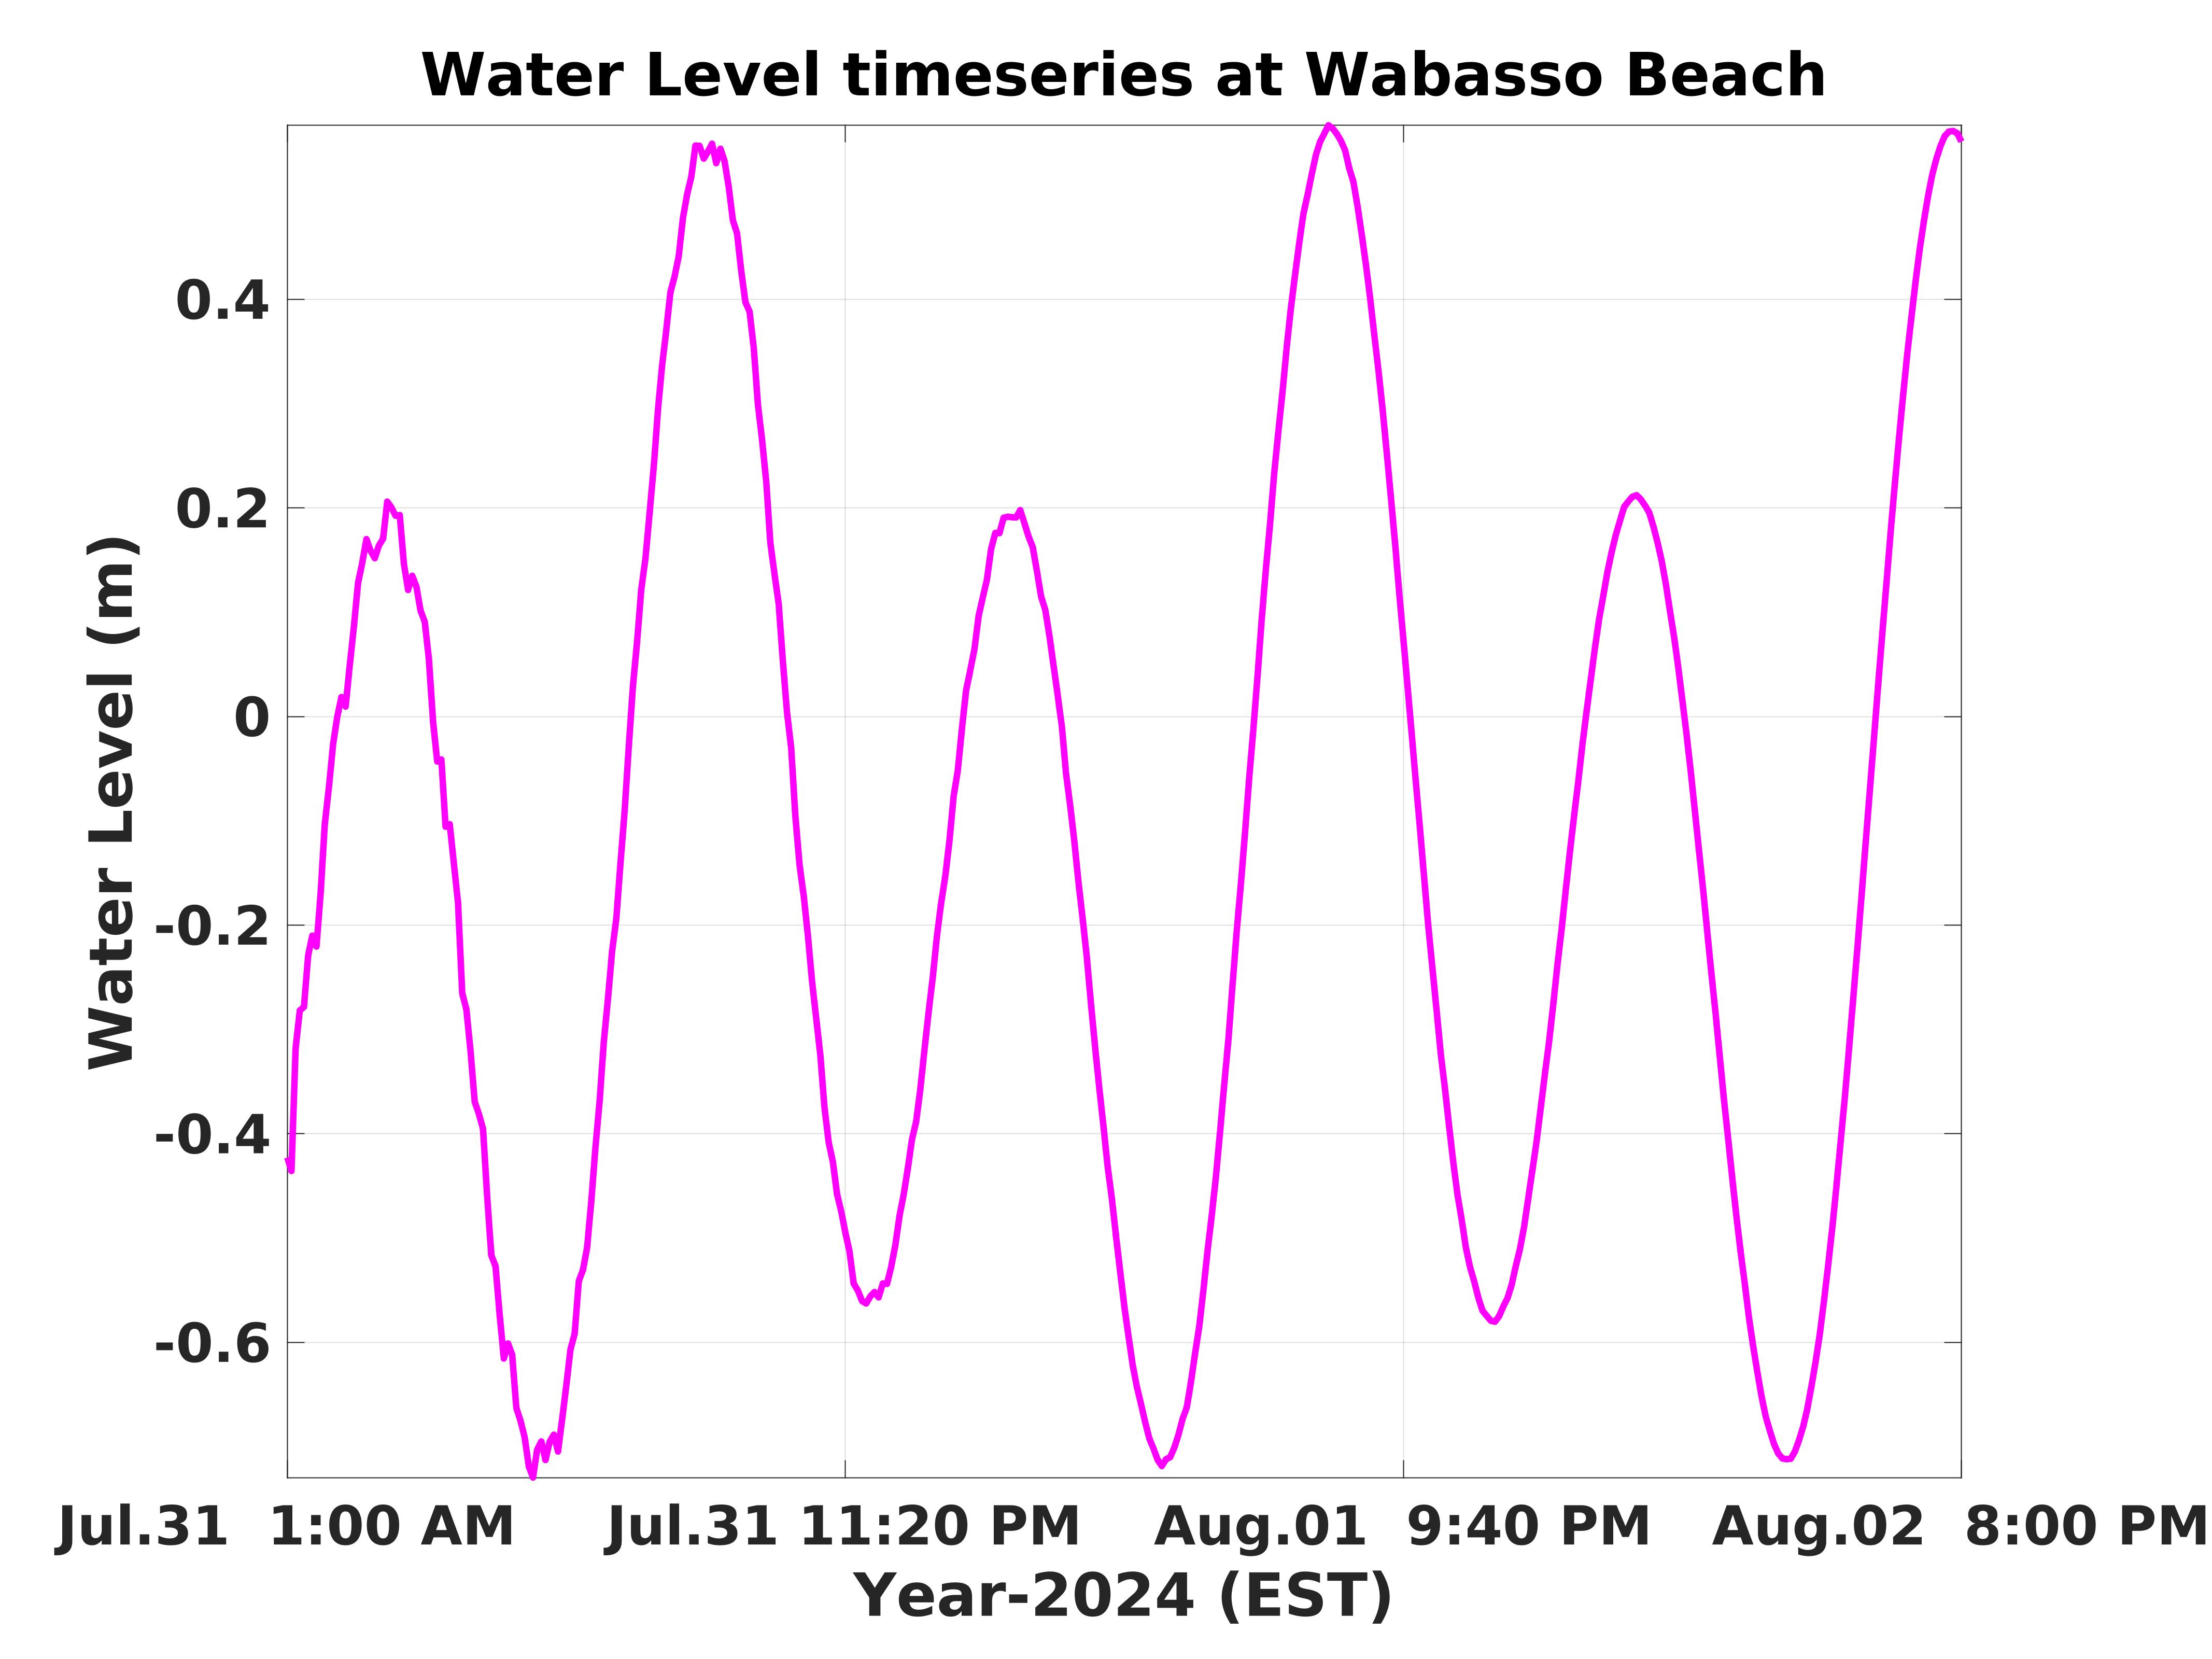 Water Level timeseries at Wabasso Beach
0.4
0.2
0
-0.2
-0.4
-0.6
Water Level (m)
Jul.31  1:00 AM Jul.31 11:20 PM Aug.01  9:40 PM Aug.02  8:00 PM
Year-2024 (EST)